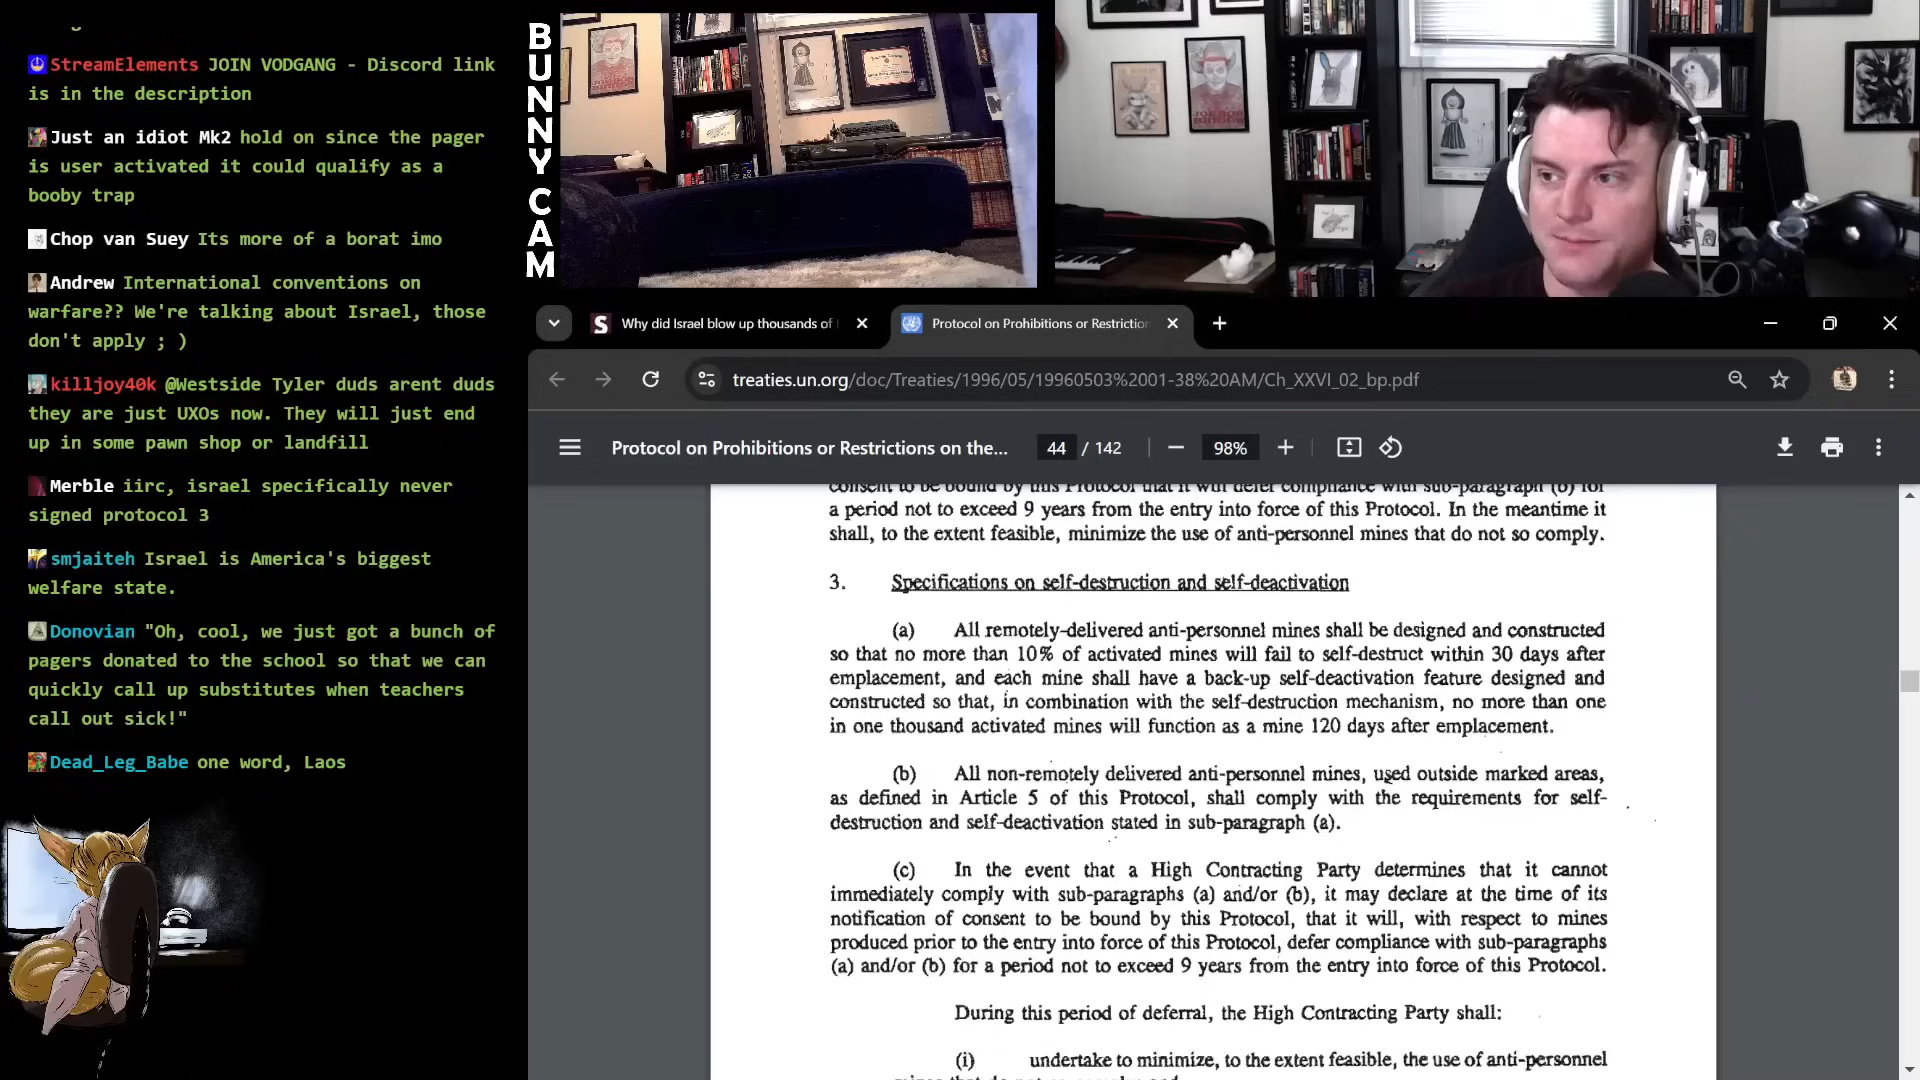 StreamElements JOIN VODGANG - Discord link
is in the description
Just an idiot Mk2 hold on since the pager
is user activated it could qualify as a
booby trap
Chop van Suey Its more of a borat imo
Andrew International conventions on
warfare?? We're talking about Israel, those
don't apply ; )
killjoy40k @Westside Tyler duds arent duds
they are just UXOs now. They will just end
up in some pawn shop or landfill
Merble iirc, israel specifically never
signed protocol 3
smjaiteh Israel is America's biggest
welfare state.
Donovian "Oh, cool, we just got a bunch of
pagers donated to the school so that we can
quickly call up substitutes when teachers
call out sick!"
Dead_Leg_Babe one word, Laos
BUNNY CAM
JOE BOB BRIGGS
Why did Israel blow up thousands of
Protocol on Prohibitions or Restriction
treaties.un.org/doc/Treaties/1996/05/19960503%2001-38%20AM/Ch_XXVI_02_bp.pdf
Protocol on Prohibitions or Restrictions on the...
44 / 142
98%
consent to be bound by this Protocol that it will defer compliance with sub-paragraph (b) for
a period not to exceed 9 years from the entry into force of this Protocol. In the meantime it
shall, to the extent feasible, minimize the use of anti-personnel mines that do not so comply.
3. Specifications on self-destruction and self-deactivation
(a) All remotely-delivered anti-personnel mines shall be designed and constructed
so that no more than 10% of activated mines will fail to self-destruct within 30 days after
emplacement, and each mine shall have a back-up self-deactivation feature designed and
constructed so that, in combination with the self-destruction mechanism, no more than one
in one thousand activated mines will function as a mine 120 days after emplacement.
(b) All non-remotely delivered anti-personnel mines, used outside marked areas,
as defined in Article 5 of this Protocol, shall comply with the requirements for self-
destruction and self-deactivation stated in sub-paragraph (a).
(c) In the event that a High Contracting Party determines that it cannot
immediately comply with sub-paragraphs (a) and/or (b), it may declare at the time of its
notification of consent to be bound by this Protocol, that it will, with respect to mines
produced prior to the entry into force of this Protocol, defer compliance with sub-paragraphs
(a) and/or (b) for a period not to exceed 9 years from the entry into force of this Protocol.
During this period of deferral, the High Contracting Party shall:
(i) undertake to minimize, to the extent feasible, the use of anti-personnel